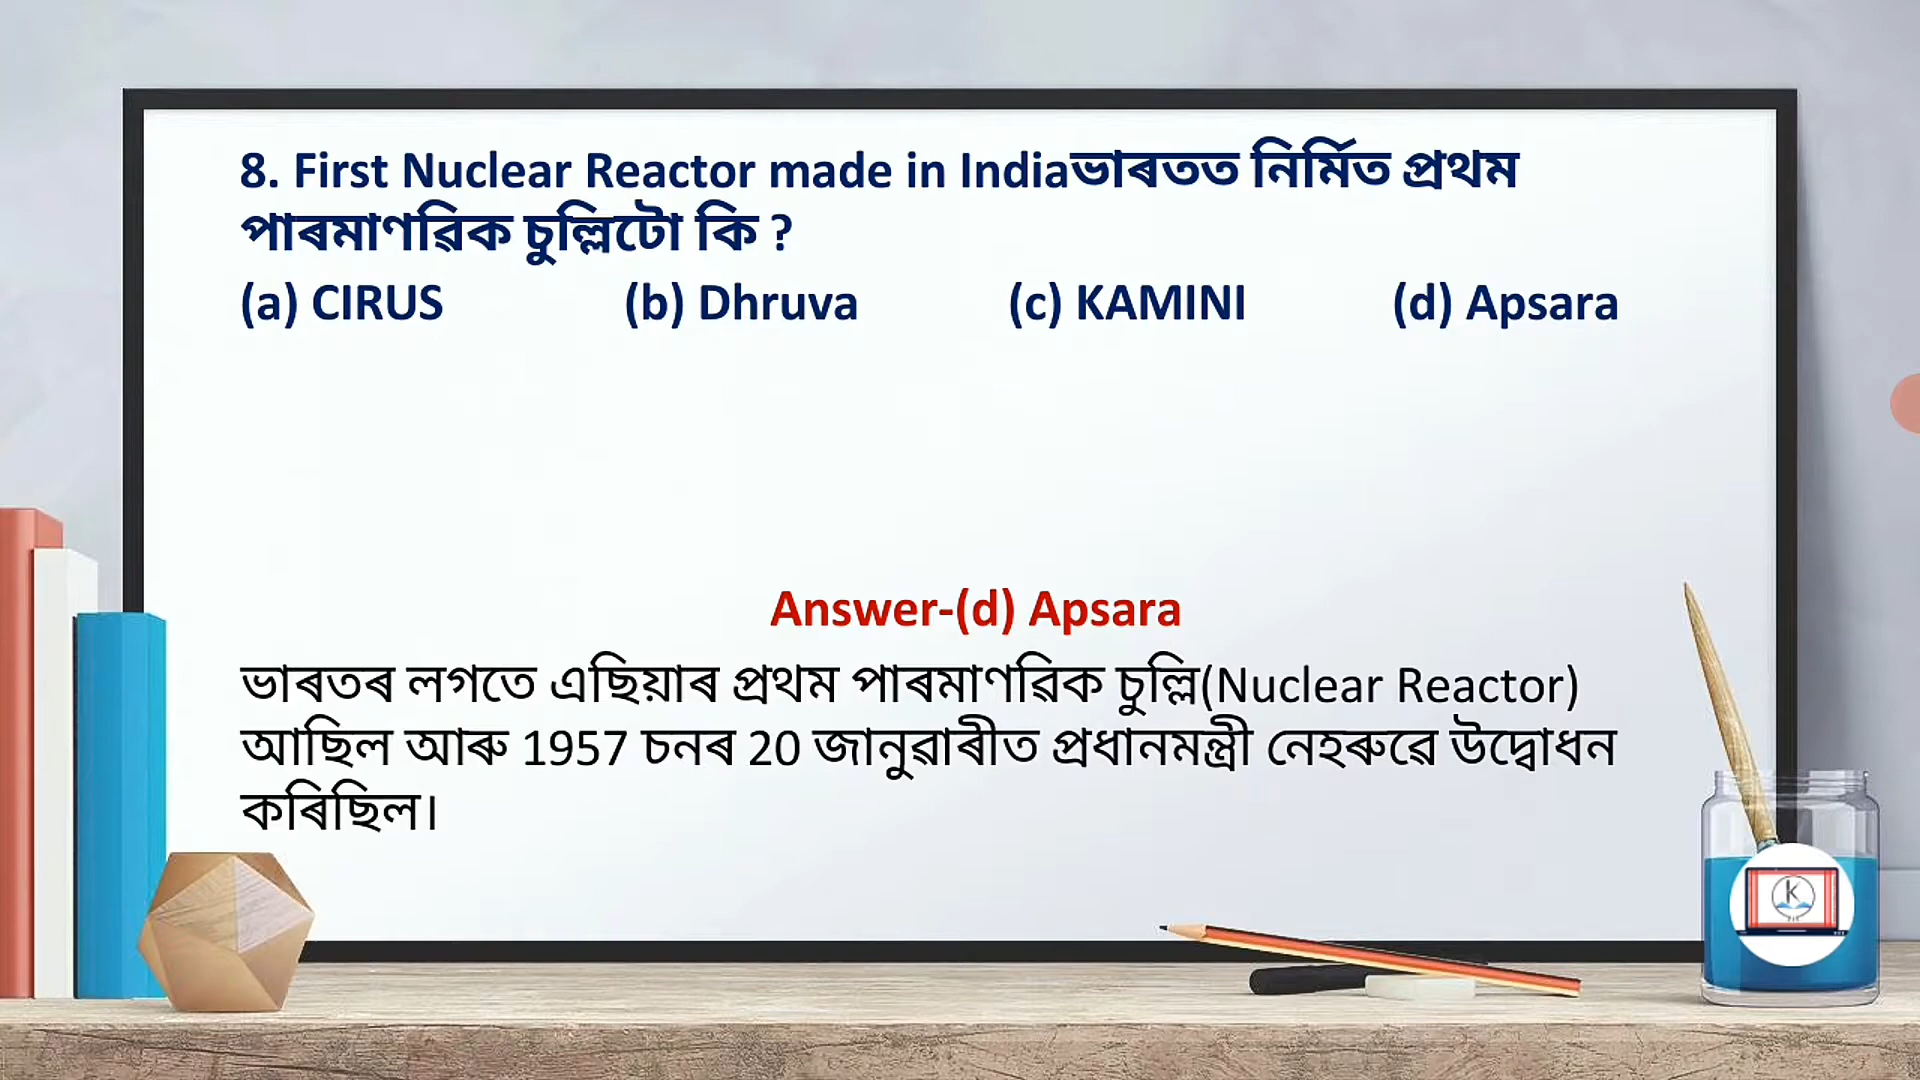 8. First Nuclear Reactor made in Indiaভাৰতত নিৰ্মিত প্ৰথম
পাৰমাণৱিক চুল্লিটো কি ?
(a) CIRUS (b) Dhruva (c) KAMINI (d) Apsara
Answer-(d) Apsara
ভাৰতৰ লগতে এছিয়াৰ প্ৰথম পাৰমাণৱিক চুল্লি(Nuclear Reactor)
আছিল আৰু 1957 চনৰ 20 জানুৱাৰীত প্ৰধানমন্ত্ৰী নেহৰুৱে উদ্বোধন
কৰিছিল।
K